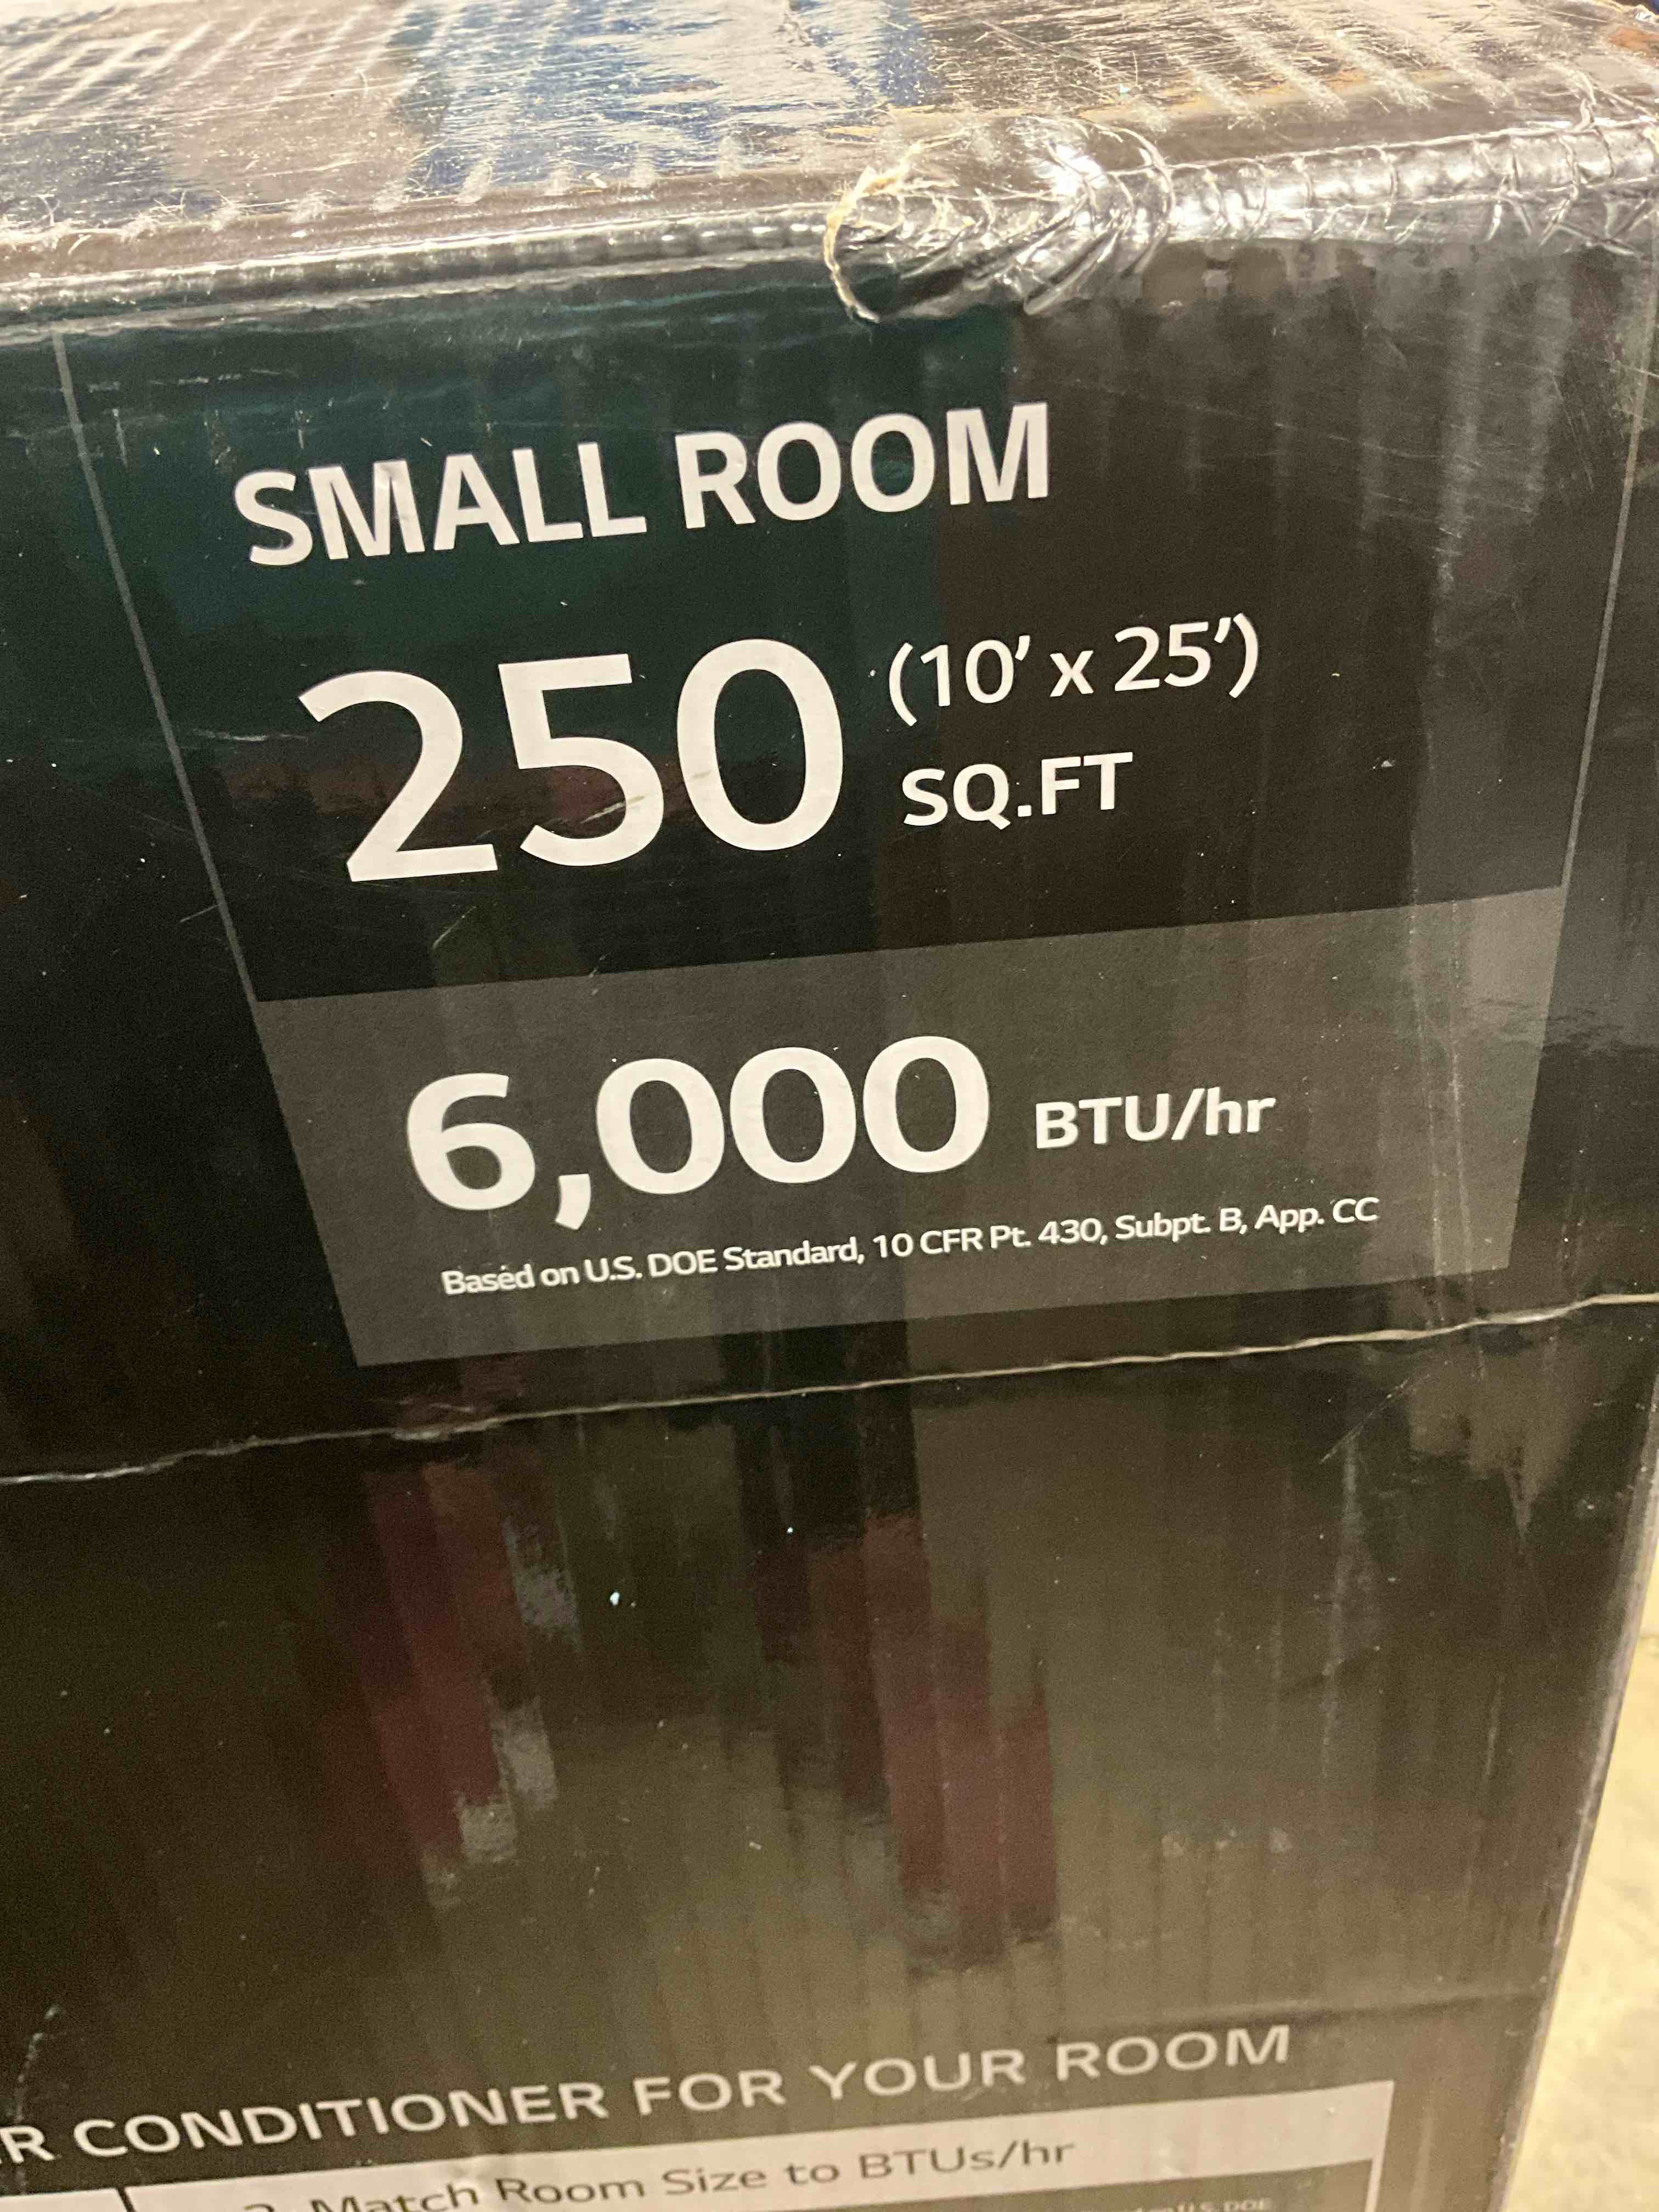 SMALL ROOM
250 (10' x 25')
SQ.FT
6,000 BTU/hr
Based on U.S. DOE Standard, 10 CFR Pt. 430, Subpt. B, App. CC
R CONDITIONER FOR YOUR ROOM
Match Room Size to BTUs/hr
U.S. DOE